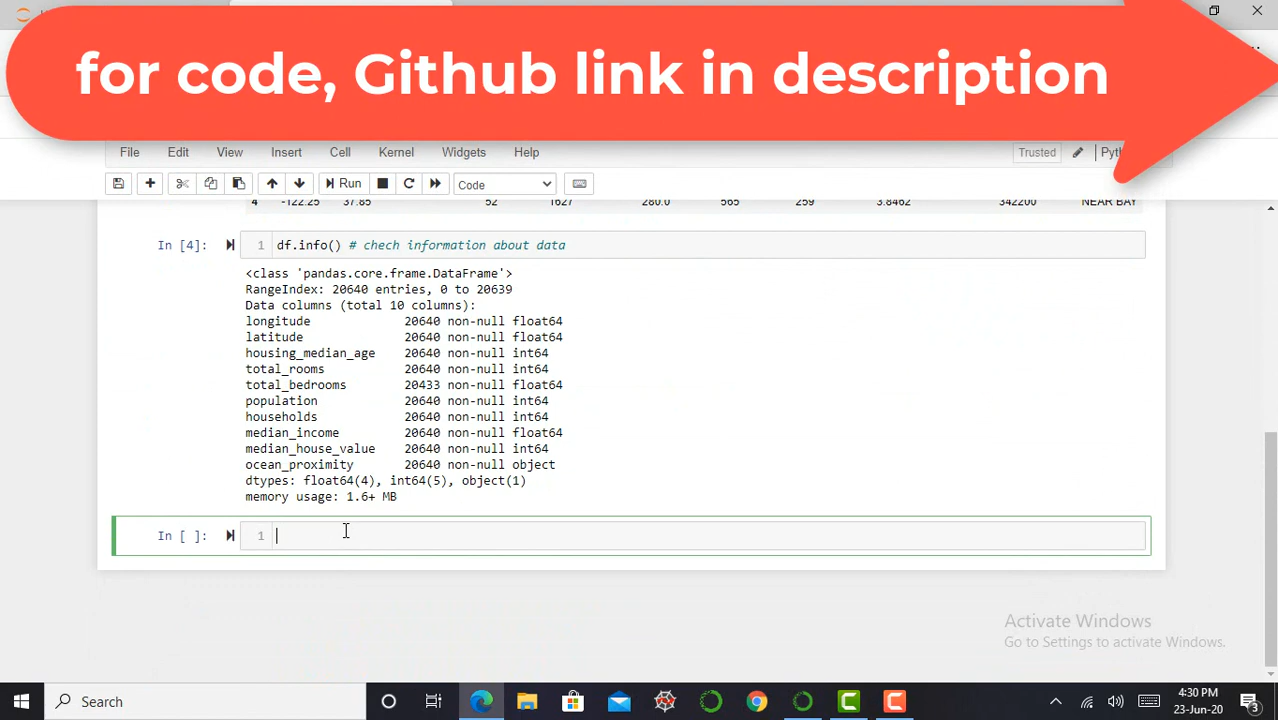 for code, Github link in description
File Edit View Insert Cell Kernel Widgets Help Trusted
Run Code
4 -122.25 37.85 52 1627 280.0 565 259 3.8462 342200 NEAR BAY
In [4]: 1 df.info() # chech information about data
<class 'pandas.core.frame.DataFrame'>
RangeIndex: 20640 entries, 0 to 20639
Data columns (total 10 columns):
longitude 20640 non-null float64
latitude 20640 non-null float64
housing_median_age 20640 non-null int64
total_rooms 20640 non-null int64
total_bedrooms 20433 non-null float64
population 20640 non-null int64
households 20640 non-null int64
median_income 20640 non-null float64
median_house_value 20640 non-null int64
ocean_proximity 20640 non-null object
dtypes: float64(4), int64(5), object(1)
memory usage: 1.6+ MB
In [ ]: 1
Activate Windows
Go to Settings to activate Windows.
Search
4:30 PM
23-Jun-20
3